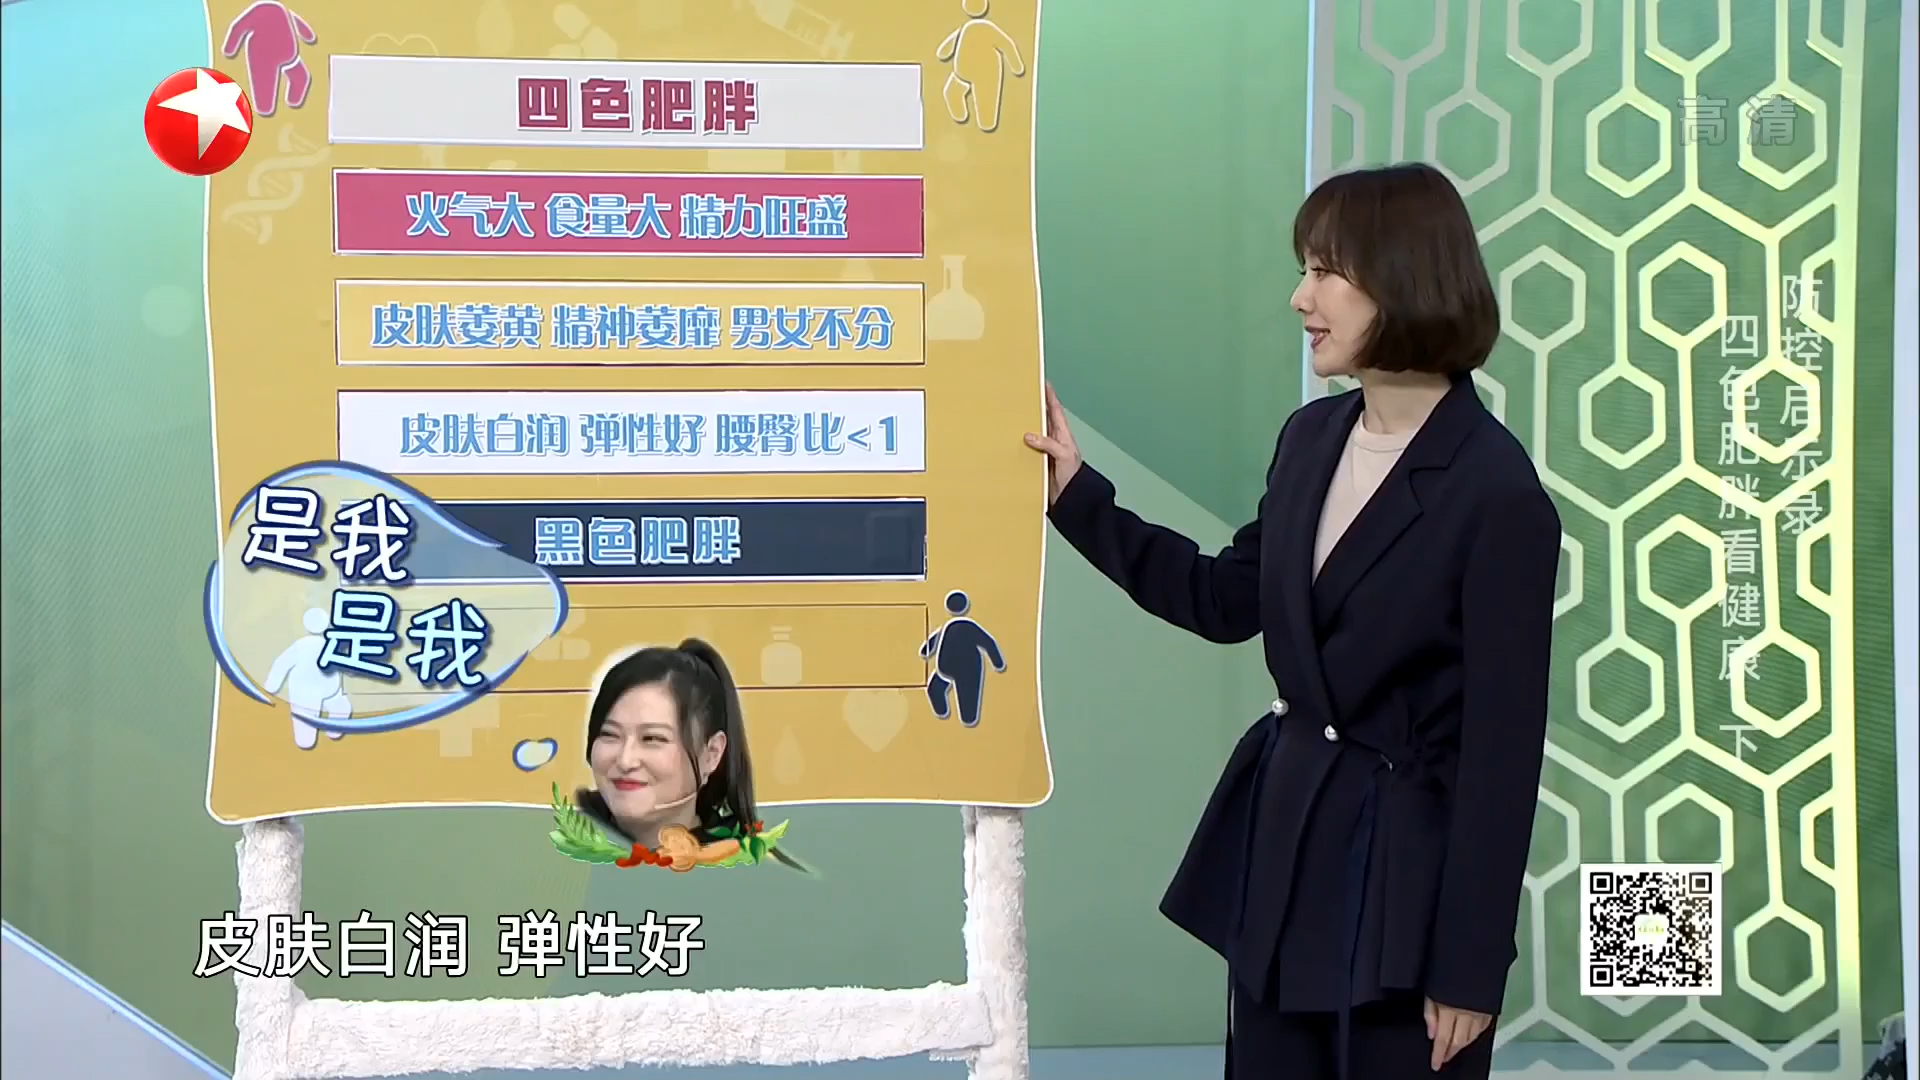 四色肥胖
火气大 食量大 精力旺盛
皮肤萎黄 精神萎靡 男女不分
皮肤白润 弹性好 腰臀比<1
黑色肥胖
是我
是我
皮肤白润 弹性好
高清
防控启示录
四色肥胖看健康 下